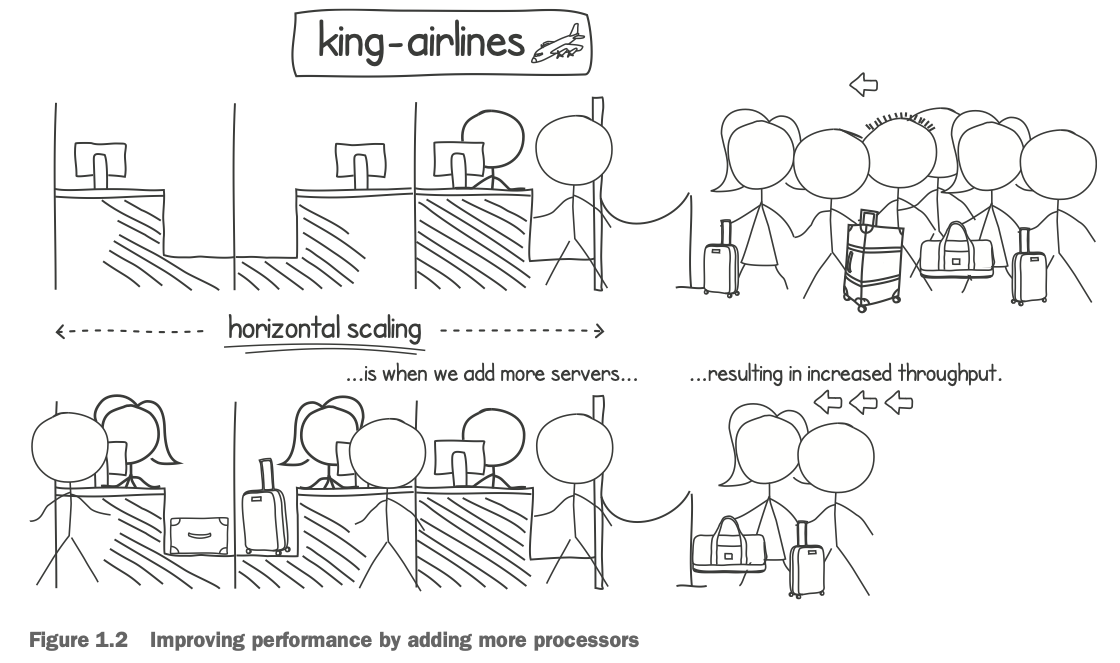 king-airlines
horizontal scaling
...is when we add more servers...
...resulting in increased throughput.
Figure 1.2 Improving performance by adding more processors